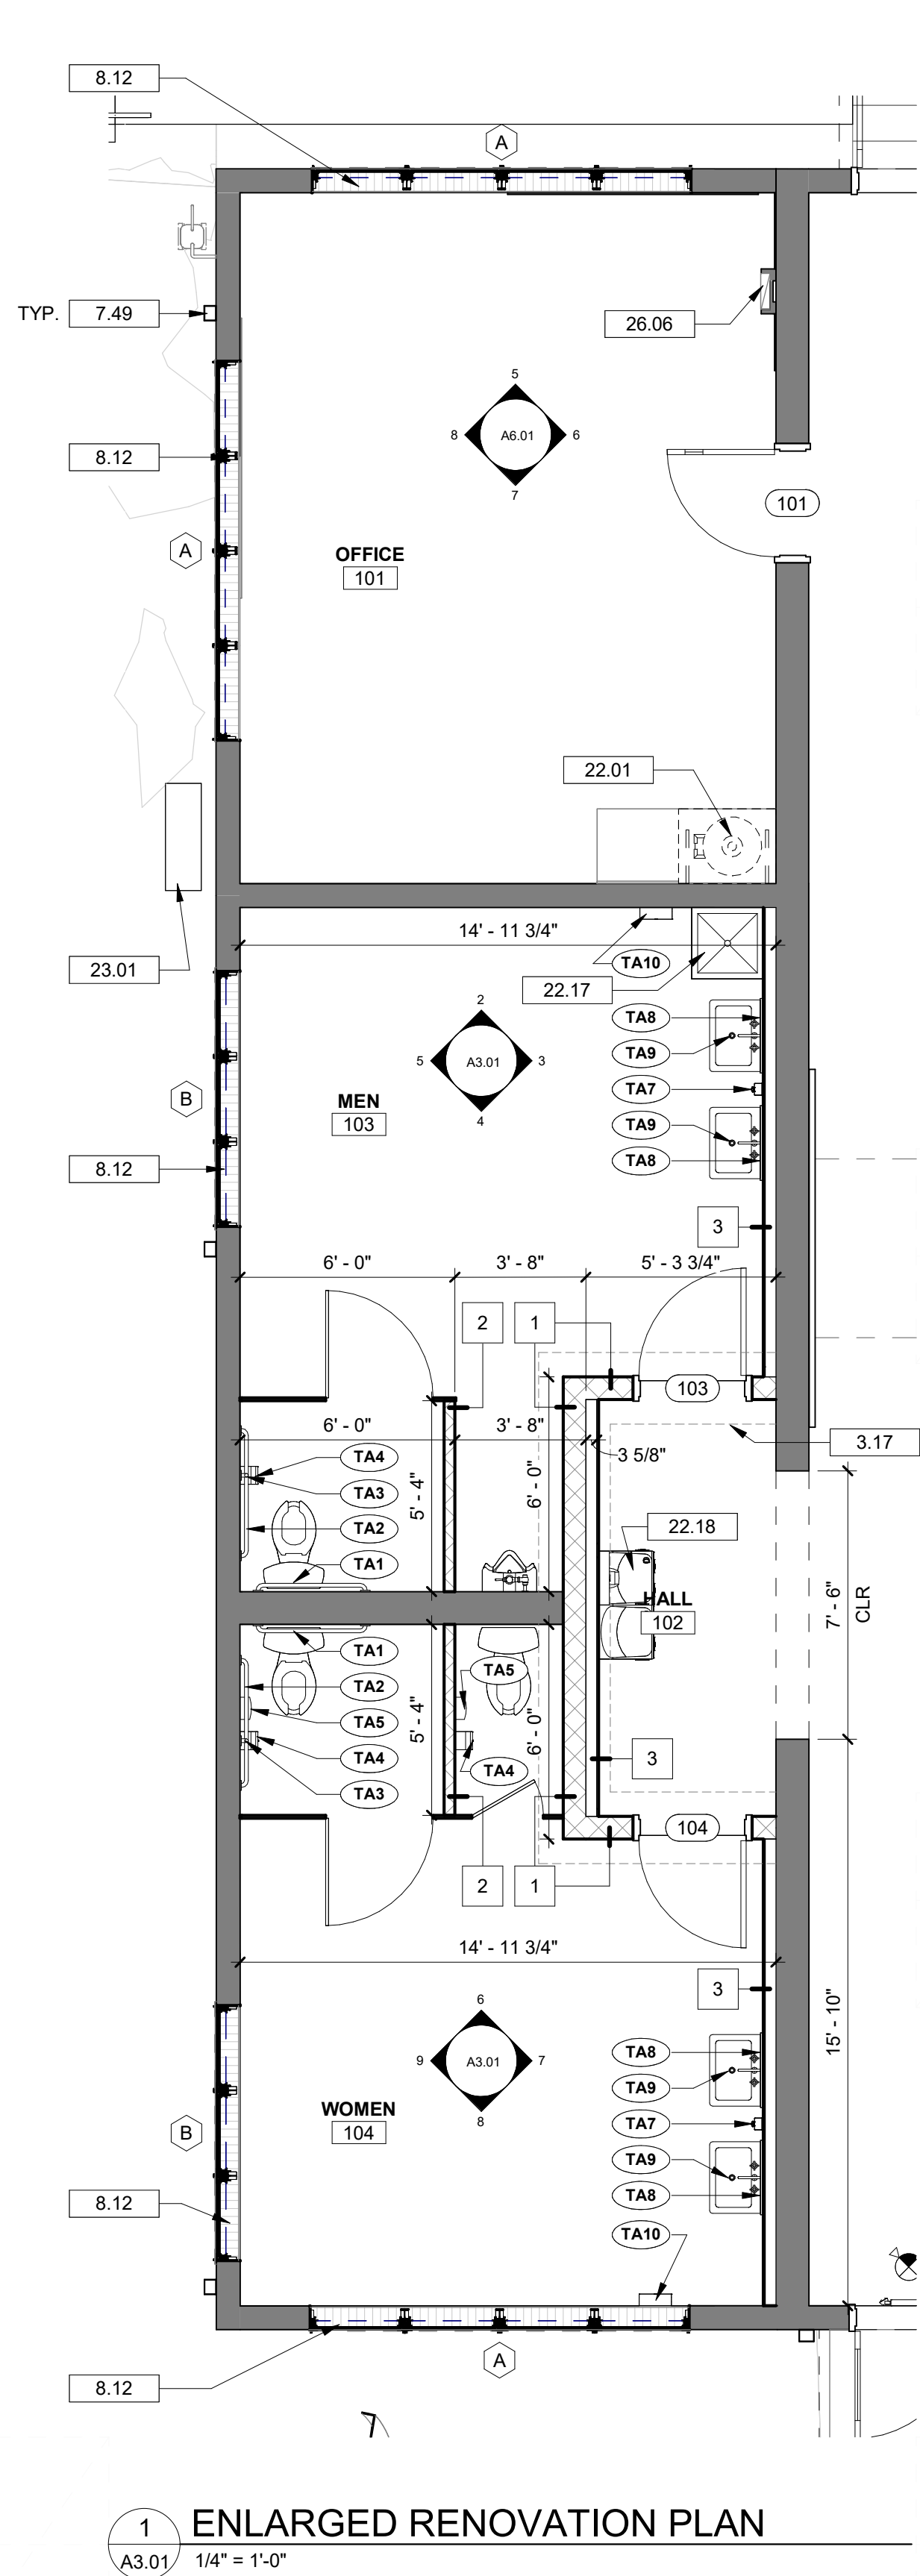 8.12
A
TYP. 7.49
26.06
5
8 A6.01 6
7
8.12
101
A
OFFICE
101
22.01
14' - 11 3/4"
23.01
TA10
22.17
2
5 A3.01 3
4
TA8
TA9
TA7
TA9
TA8
B
MEN
103
8.12
3
6' - 0" 3' - 8" 5' - 3 3/4"
2 1
103
6' - 0" 3' - 8"
3 5/8"
3.17
TA4
TA3
TA2
TA1
5' - 4"
6' - 0"
22.18
HALL
102
7' - 6"
CLR
TA1
TA2
TA5
TA4
TA3
5' - 4"
TA5
TA4
6' - 0"
3
104
2 1
14' - 11 3/4"
3
15' - 10"
6
9 A3.01 7
8
TA8
TA9
TA7
TA9
TA8
TA10
WOMEN
104
B
8.12
A
8.12
1
A3.01
ENLARGED RENOVATION PLAN
1/4" = 1'-0"